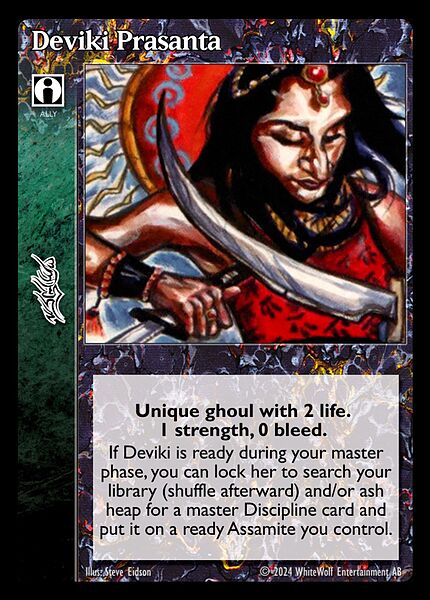 Deviki Prasanta
ALLY
Unique ghoul with 2 life.
1 strength, 0 bleed.
If Deviki is ready during your master
phase, you can lock her to search your
library (shuffle afterward) and/or ash
heap for a master Discipline card and
put it on a ready Assamite you control.
Illus: Steve Eidson
© 2024 White Wolf Entertainment AB